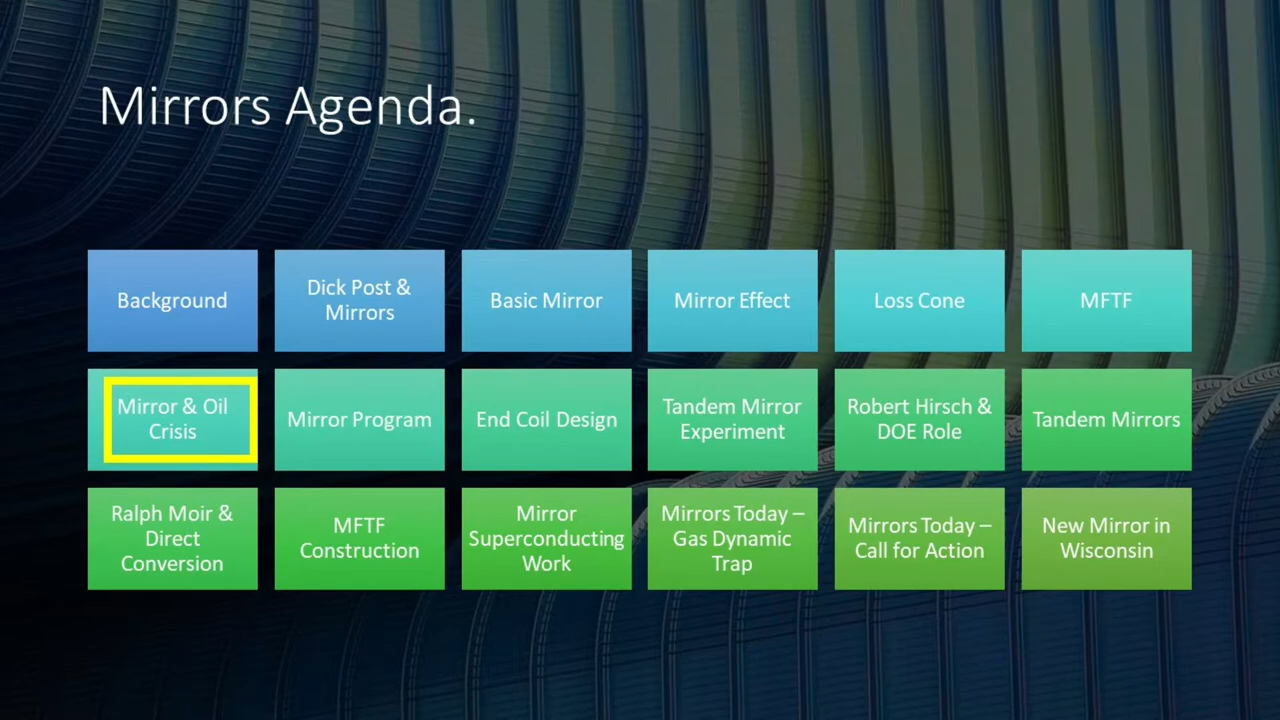 Mirrors Agenda.
Background
Dick Post &
Mirrors
Basic Mirror
Mirror Effect
Loss Cone
MFTF
Mirror & Oil
Crisis
Mirror Program
End Coil Design
Tandem Mirror
Experiment
Robert Hirsch &
DOE Role
Tandem Mirrors
Ralph Moir &
Direct
Conversion
MFTF
Construction
Mirror
Superconducting
Work
Mirrors Today –
Gas Dynamic
Trap
Mirrors Today –
Call for Action
New Mirror in
Wisconsin